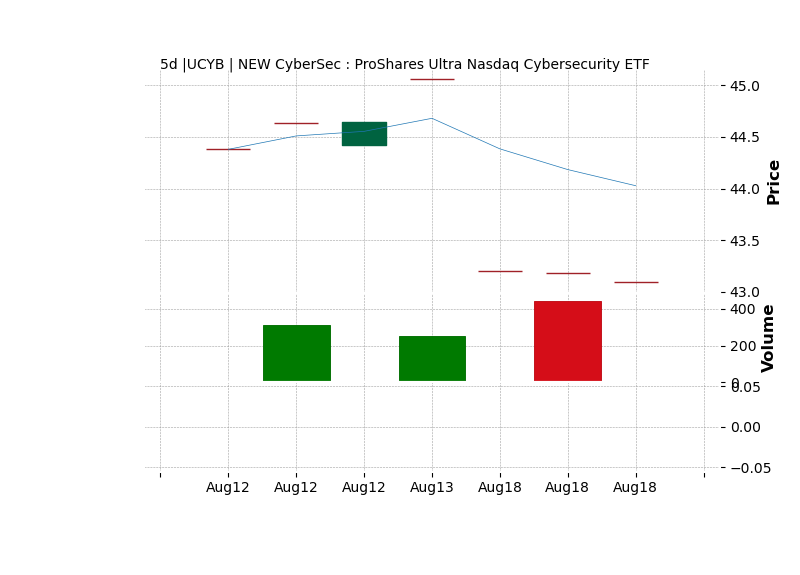 5d |UCYB | NEW CyberSec : ProShares Ultra Nasdaq Cybersecurity ETF
45.0
44.5
44.0
43.5
43.0
Price
400
200
0
Volume
0.05
0.00
−0.05
Aug12 Aug12 Aug12 Aug13 Aug18 Aug18 Aug18